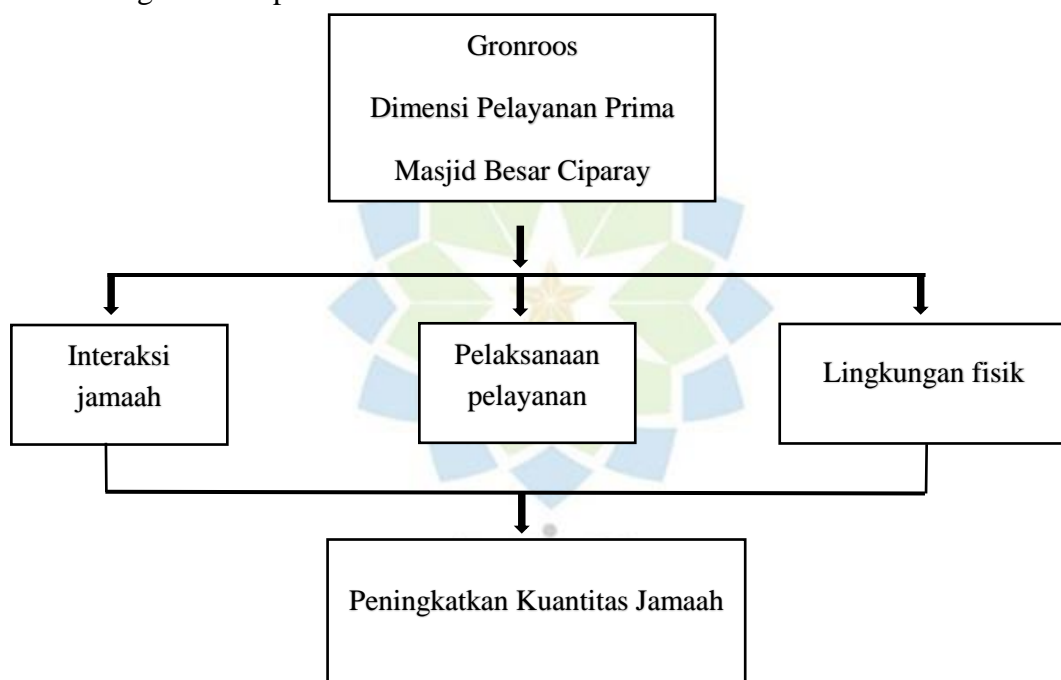 Gronroos
Dimensi Pelayanan Prima
Masjid Besar Ciparay
Interaksi
jamaah
Pelaksanaan
pelayanan
Lingkungan fisik
Peningkatkan Kuantitas Jamaah